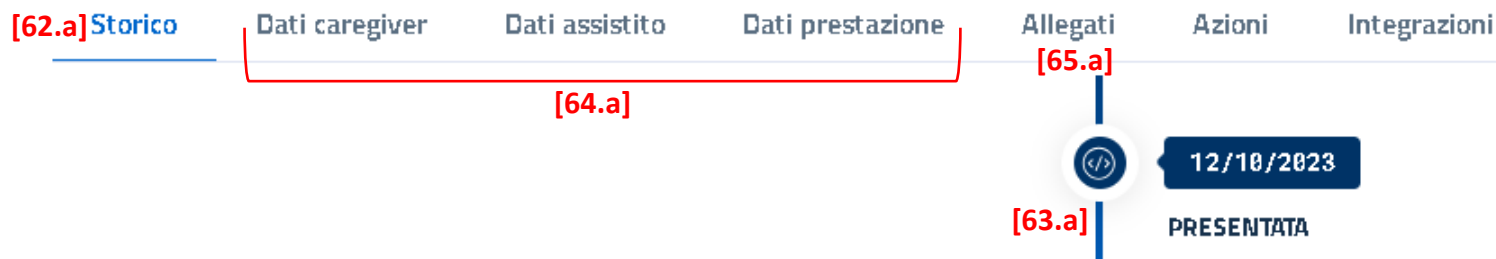 [62.a] Storico Dati caregiver Dati assistito Dati prestazione Allegati Azioni Integrazioni
[65.a]
[64.a]
12/10/2023
[63.a]
PRESENTATA